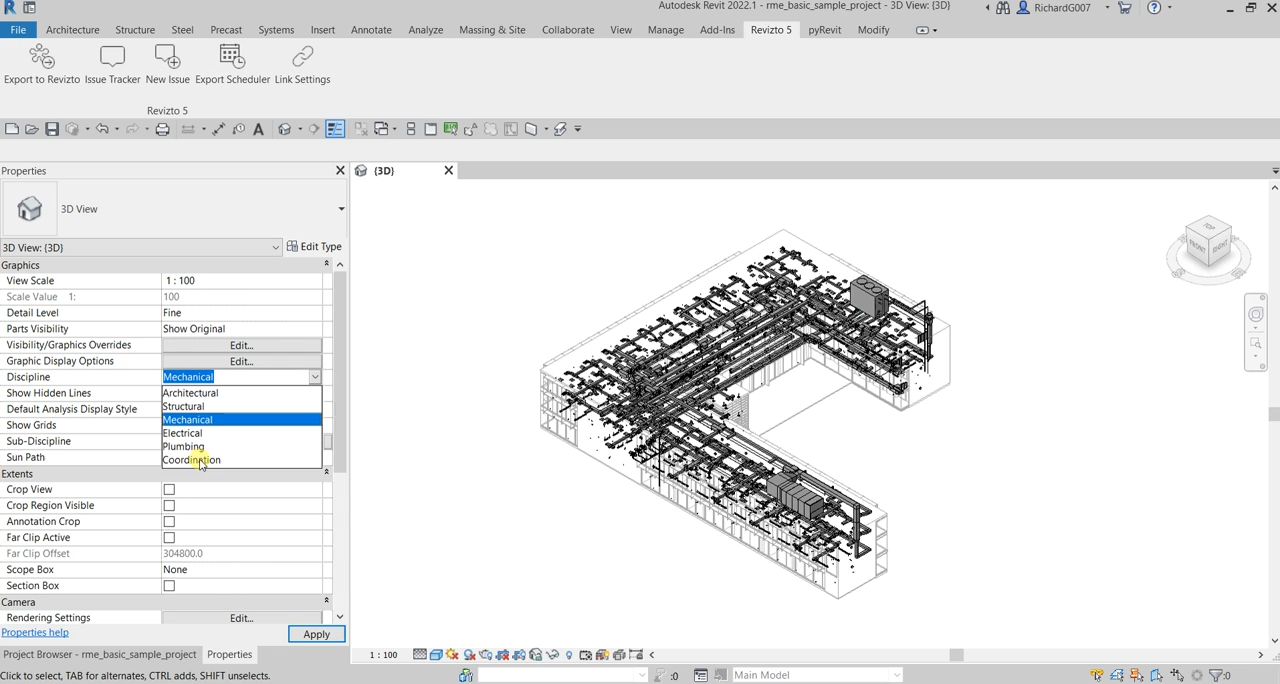 Autodesk Revit 2022.1 - rme_basic_sample_project - 3D View: {3D}
RichardG007
File Architecture Structure Steel Precast Systems Insert Annotate Analyze Massing & Site Collaborate View Manage Add-Ins Revizto 5 pyRevit Modify
Export to Revizto Issue Tracker New Issue Export Scheduler Link Settings
Revizto 5
Properties
{3D}
3D View
3D View: {3D} Edit Type
Graphics
View Scale 1 : 100
Scale Value 1: 100
Detail Level Fine
Parts Visibility Show Original
Visibility/Graphics Overrides Edit...
Graphic Display Options Edit...
Discipline Mechanical
Show Hidden Lines Architectural
Default Analysis Display Style Structural
Show Grids Mechanical
Sub-Discipline Electrical
Sun Path Plumbing
Coordination
Extents
Crop View
Crop Region Visible
Annotation Crop
Far Clip Active
Far Clip Offset 304800.0
Scope Box None
Section Box
Camera
Rendering Settings Edit...
Properties help Apply
Project Browser - rme_basic_sample_project Properties
1 : 100
Click to select, TAB for alternates, CTRL adds, SHIFT unselects.
:0
Main Model
:0
TOP
FRONT
RIGHT